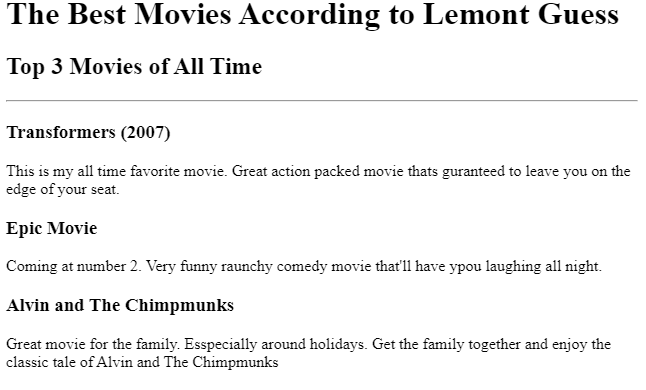 The Best Movies According to Lemont Guess
Top 3 Movies of All Time
Transformers (2007)
This is my all time favorite movie. Great action packed movie thats guranteed to leave you on the
edge of your seat.
Epic Movie
Coming at number 2. Very funny raunchy comedy movie that'll have ypou laughing all night.
Alvin and The Chimpmunks
Great movie for the family. Esspecially around holidays. Get the family together and enjoy the
classic tale of Alvin and The Chimpmunks